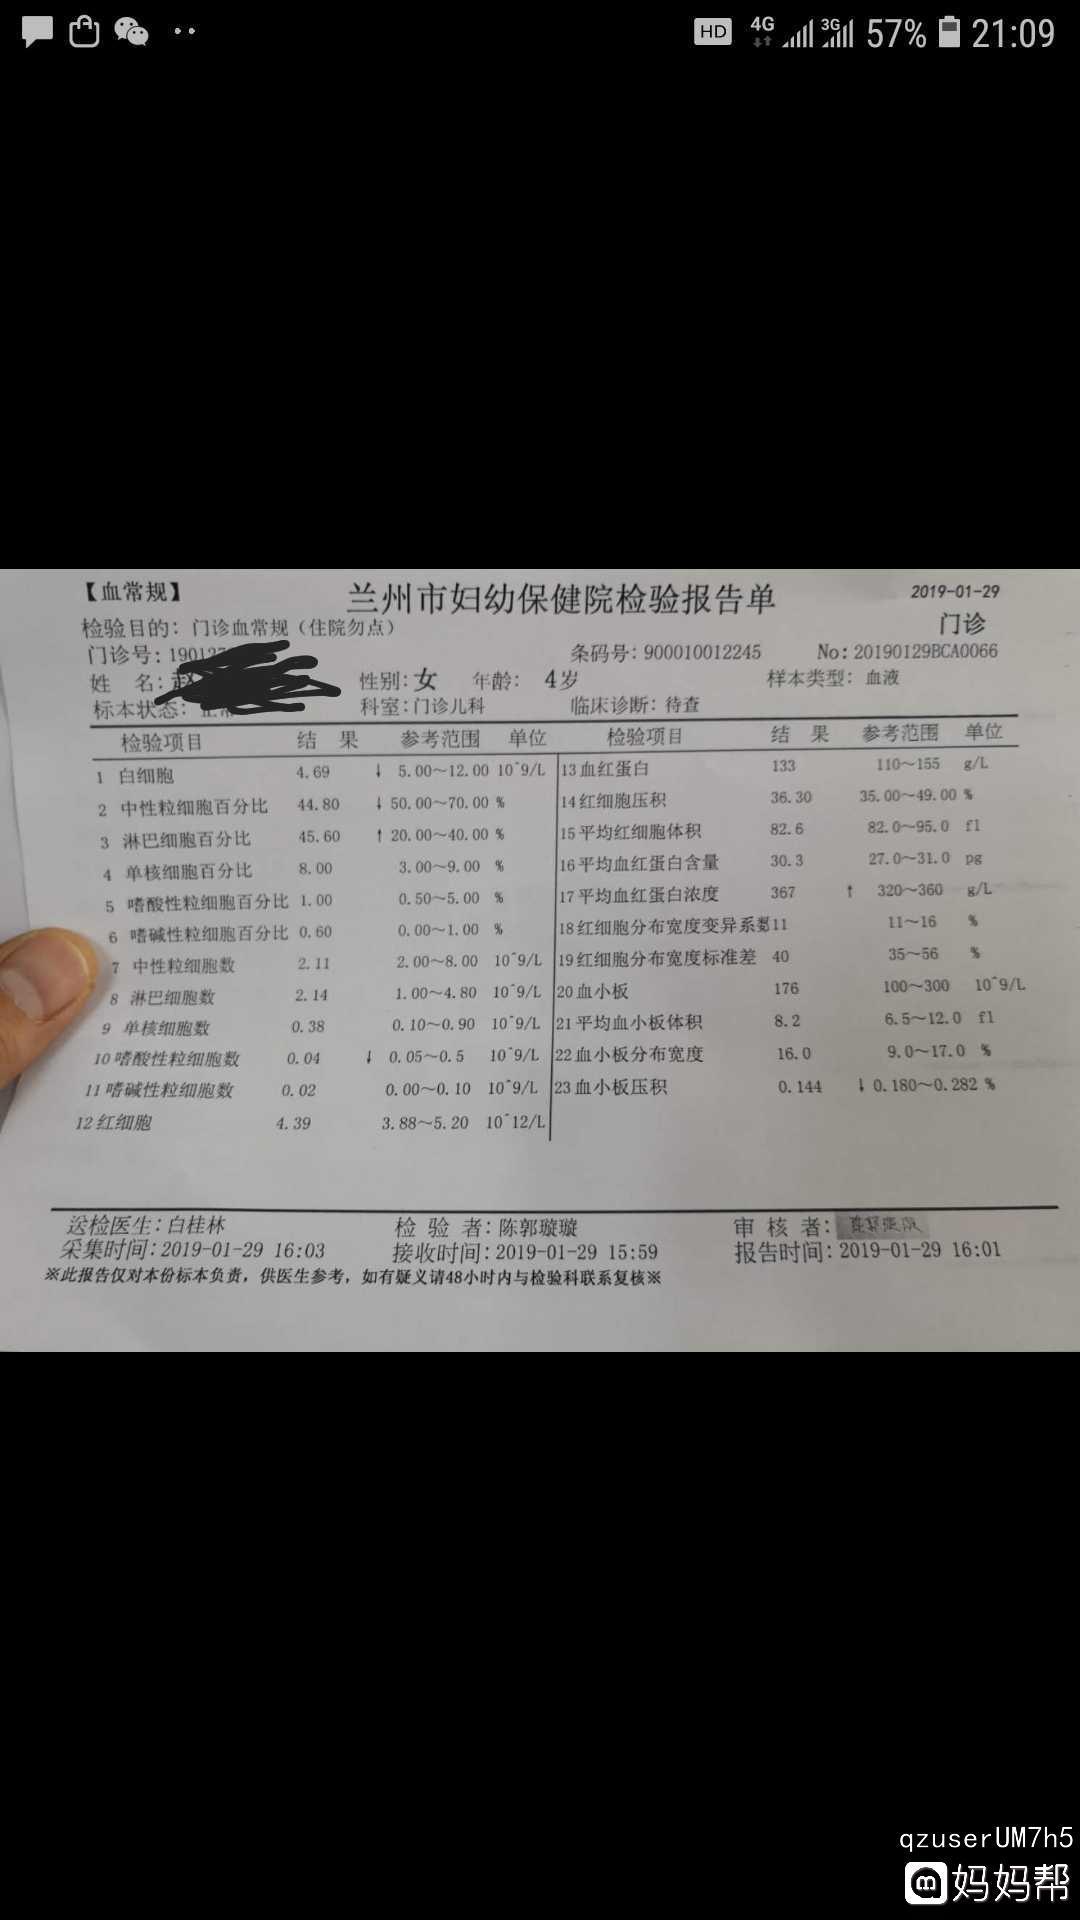 HD 4G 3G 57% 21:09
【血常规】 兰州市妇幼保健院检验报告单 2019-01-29
检验目的: 门诊血常规(住院勿点) 门诊
门诊号: 条码号: 900010012245 No: 20190129BCA0066
姓 名: 性别: 女 年龄: 4岁 样本类型: 血液
标本状态: 科室: 门诊儿科 临床诊断: 待查
检验项目 结 果 参考范围 单位 检验项目 结 果 参考范围 单位
1 白细胞 4.69 ↓ 5.00~12.00 10^9/L 13 血红蛋白 133 110~155 g/L
2 中性粒细胞百分比 44.80 ↓ 50.00~70.00 % 14 红细胞压积 36.30 35.00~49.00 %
3 淋巴细胞百分比 45.60 ↑ 20.00~40.00 % 15 平均红细胞体积 82.6 82.0~95.0 fl
4 单核细胞百分比 8.00 3.00~9.00 % 16 平均血红蛋白含量 30.3 27.0~31.0 pg
5 嗜酸性粒细胞百分比 1.00 0.50~5.00 % 17 平均血红蛋白浓度 367 ↑ 320~360 g/L
6 嗜碱性粒细胞百分比 0.60 0.00~1.00 % 18 红细胞分布宽度变异系数 11 11~16 %
7 中性粒细胞数 2.11 2.00~8.00 10^9/L 19 红细胞分布宽度标准差 40 35~56 %
8 淋巴细胞数 2.14 1.00~4.80 10^9/L 20 血小板 176 100~300 10^9/L
9 单核细胞数 0.38 0.10~0.90 10^9/L 21 平均血小板体积 8.2 6.5~12.0 fl
10 嗜酸性粒细胞数 0.04 ↓ 0.05~0.5 10^9/L 22 血小板分布宽度 16.0 9.0~17.0 %
11 嗜碱性粒细胞数 0.02 0.00~0.10 10^9/L 23 血小板压积 0.144 ↓ 0.180~0.282 %
12 红细胞 4.39 3.88~5.20 10^12/L
送检医生: 白桂林 检 验 者: 陈郭璇璇 审 核 者:
采集时间: 2019-01-29 16:03 接收时间: 2019-01-29 15:59 报告时间: 2019-01-29 16:01
※此报告仅对本份标本负责，供医生参考，如有疑义请48小时内与检验科联系复核※
qzuserUM7h5
妈妈帮